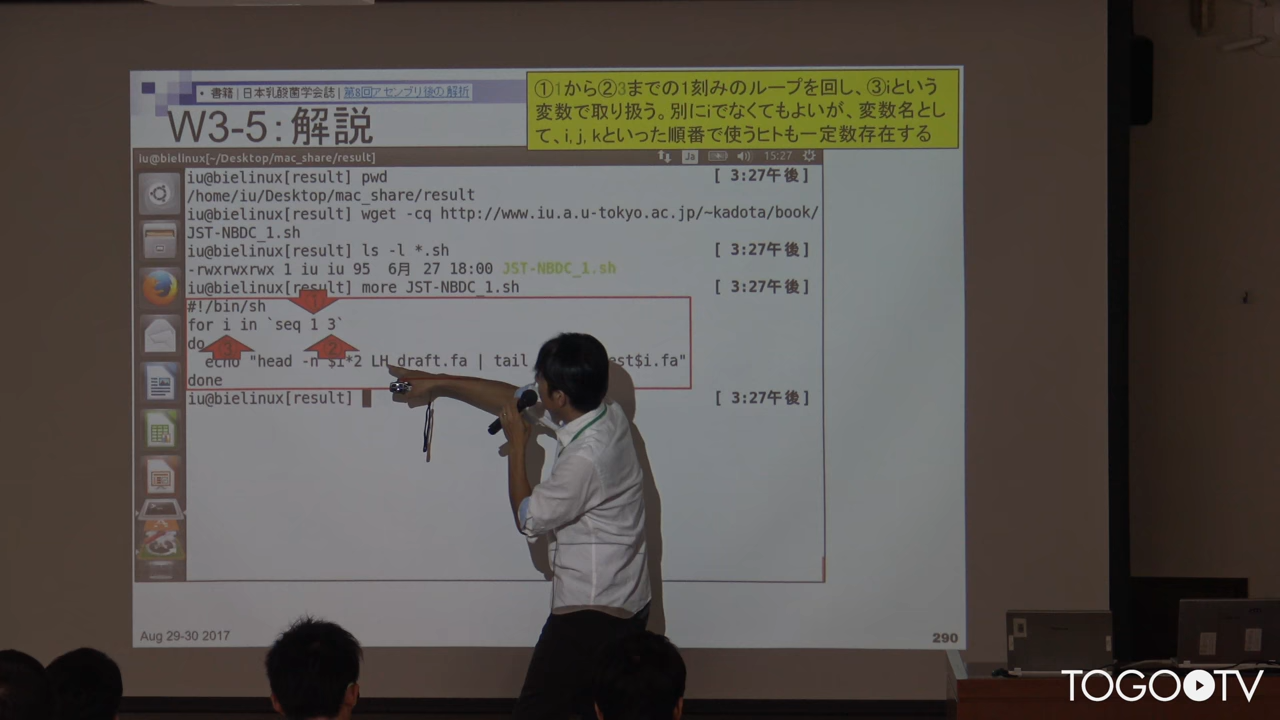 ・書籍 | 日本乳酸菌学会誌 | 第8回アセンブリ後の解析
W3-5：解説
①1から②3までの1刻みのループを回し、③iという
変数で取り扱う。別にiでなくてもよいが、変数名とし
て、i, j, kといった順番で使うヒトも一定数存在する
iu@bielinux[~/Desktop/mac_share/result]
Ja
15:27
iu@bielinux[result] pwd [ 3:27午後]
/home/iu/Desktop/mac_share/result
iu@bielinux[result] wget -cq http://www.iu.a.u-tokyo.ac.jp/~kadota/book/
JST-NBDC_1.sh
iu@bielinux[result] ls -l *.sh [ 3:27午後]
-rwxrwxrwx 1 iu iu 95 6月 27 18:00 JST-NBDC_1.sh
iu@bielinux[result] more JST-NBDC_1.sh [ 3:27午後]
#!/bin/sh
①
for i in `seq 1 3`
do
③ ②
echo "head -n $i*2 LH_draft.fa | tail est$i.fa"
done
iu@bielinux[result] [ 3:27午後]
Aug 29-30 2017
290
TOGO TV